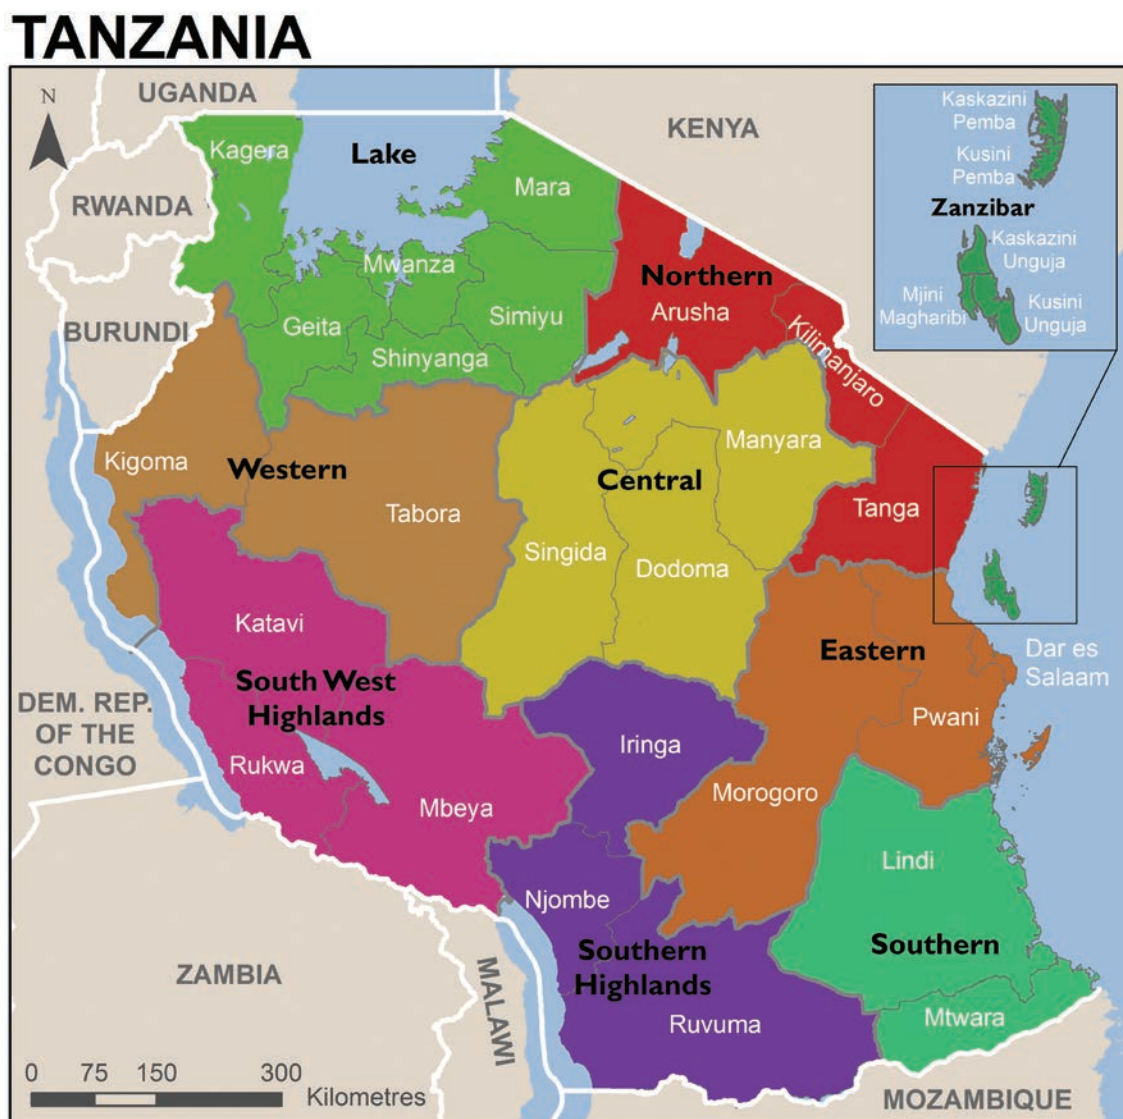 TANZANIA
UGANDA
N
KENYA
Kaskazini
Pemba
Kusini
Pemba
Zanzibar
Kaskazini
Unguja
Mjini
Magharibi
Kusini
Unguja
Kagera
Lake
Mara
RWANDA
Mwanza
Northern
Arusha
BURUNDI
Geita
Simiyu
Kilimanjaro
Shinyanga
Manyara
Kigoma
Western
Central
Tabora
Tanga
Singida
Dodoma
Katavi
Eastern
Dar es
Salaam
South West
Highlands
DEM. REP.
OF THE
CONGO
Pwani
Iringa
Rukwa
Morogoro
Mbeya
Lindi
Njombe
Southern
Southern
Highlands
ZAMBIA
MALAWI
Ruvuma
Mtwara
0 75 150 300
Kilometres
MOZAMBIQUE